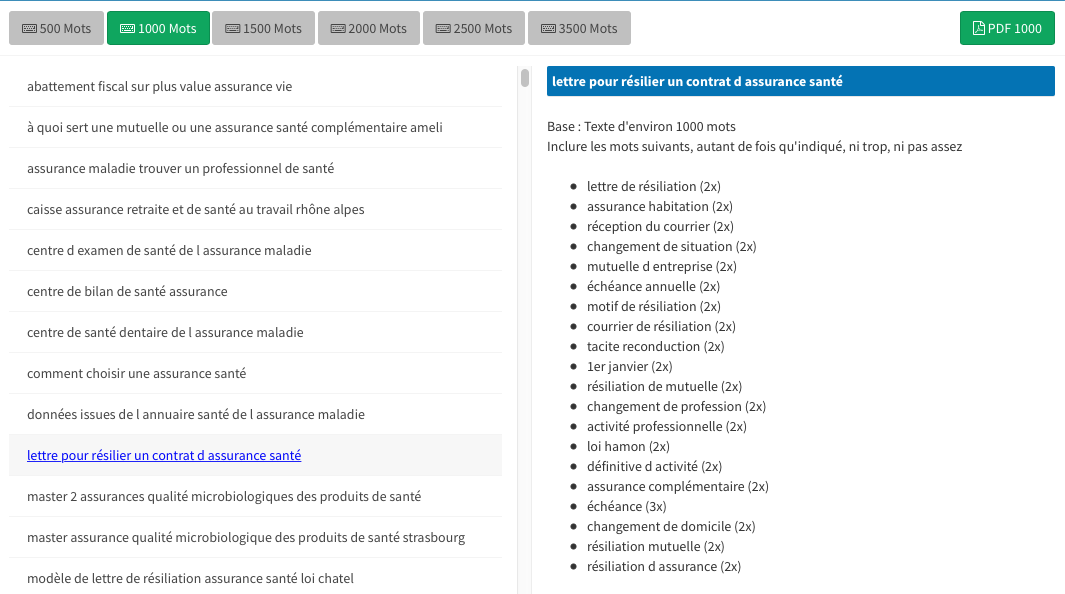 500 Mots
1000 Mots
1500 Mots
2000 Mots
2500 Mots
3500 Mots
PDF 1000
abattement fiscal sur plus value assurance vie
à quoi sert une mutuelle ou une assurance santé complémentaire ameli
assurance maladie trouver un professionnel de santé
caisse assurance retraite et de santé au travail rhône alpes
centre d examen de santé de l assurance maladie
centre de bilan de santé assurance
centre de santé dentaire de l assurance maladie
comment choisir une assurance santé
données issues de l annuaire santé de l assurance maladie
lettre pour résilier un contrat d assurance santé
master 2 assurances qualité microbiologiques des produits de santé
master assurance qualité microbiologique des produits de santé strasbourg
modèle de lettre de résiliation assurance santé loi chatel
lettre pour résilier un contrat d assurance santé
Base : Texte d'environ 1000 mots
Inclure les mots suivants, autant de fois qu'indiqué, ni trop, ni pas assez
lettre de résiliation (2x)
assurance habitation (2x)
réception du courrier (2x)
changement de situation (2x)
mutuelle d entreprise (2x)
échéance annuelle (2x)
motif de résiliation (2x)
courrier de résiliation (2x)
tacite reconduction (2x)
1er janvier (2x)
résiliation de mutuelle (2x)
changement de profession (2x)
activité professionnelle (2x)
loi hamon (2x)
définitive d activité (2x)
assurance complémentaire (2x)
échéance (3x)
changement de domicile (2x)
résiliation mutuelle (2x)
résiliation d assurance (2x)